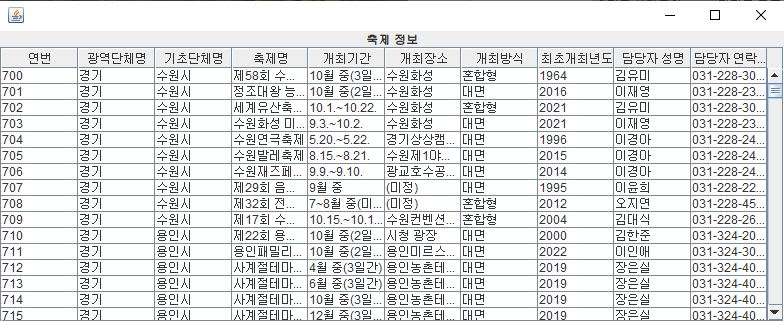 축제 정보
연번 광역단체명 기초단체명 축제명 개최기간 개최장소 개최방식 최초개최년도 담당자 성명 담당자 연락...
700 경기 수원시 제58회 수... 10월 중(3일... 수원화성 혼합형 1964 김유미 031-228-30...
701 경기 수원시 정조대왕 능... 10월 중(2일... 수원화성 대면 2016 이재영 031-228-23...
702 경기 수원시 세계유산축... 10.1.~10.22. 수원화성 혼합형 2021 김유미 031-228-30...
703 경기 수원시 수원화성 미... 9.3.~10.2. 수원화성 대면 2021 이재영 031-228-23...
704 경기 수원시 수원연극축제 5.20.~5.22. 경기상상캠... 대면 1996 이경아 031-228-24...
705 경기 수원시 수원발레축제 8.15.~8.21. 수원제1야... 대면 2015 이경아 031-228-24...
706 경기 수원시 수원재즈페... 9.9.~9.10. 광교호수공... 대면 2014 이경아 031-228-24...
707 경기 수원시 제29회 음... 9월 중 (미정) 대면 1995 이윤희 031-228-22...
708 경기 수원시 제32회 전... 7~8월 중(미... (미정) 혼합형 2012 오지연 031-228-45...
709 경기 수원시 제17회 수... 10.15.~10.1... 수원컨벤션... 혼합형 2004 김대식 031-228-26...
710 경기 용인시 제22회 용... 10월 중(2일... 시청 광장 대면 2000 김한준 031-324-20...
711 경기 용인시 용인패밀리... 10월 중(2일... 용인미르스... 대면 2022 이인애 031-324-30...
712 경기 용인시 사계절테마... 4월 중(3일간) 용인농촌테... 대면 2019 장은실 031-324-40...
713 경기 용인시 사계절테마... 6월 중(3일간) 용인농촌테... 대면 2019 장은실 031-324-40...
714 경기 용인시 사계절테마... 10월 중(3일... 용인농촌테... 대면 2019 장은실 031-324-40...
715 경기 용인시 사계절테마... 12월 중(3일... 용인농촌테... 대면 2019 장은실 031-324-40...